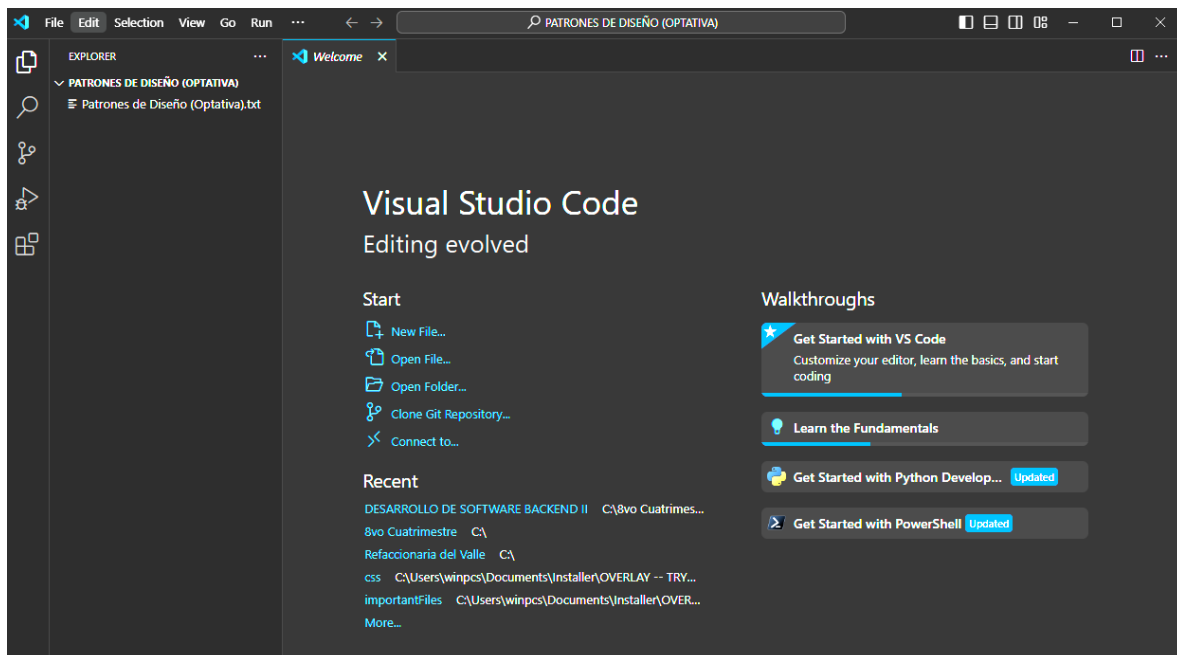 File Edit Selection View Go Run ··· PATRONES DE DISEÑO (OPTATIVA)
EXPLORER ···
Welcome
PATRONES DE DISEÑO (OPTATIVA)
Patrones de Diseño (Optativa).txt
Visual Studio Code
Editing evolved
Start
New File...
Open File...
Open Folder...
Clone Git Repository...
Connect to...
Recent
DESARROLLO DE SOFTWARE BACKEND II C:\8vo Cuatrimes...
8vo Cuatrimestre C:\
Refaccionaria del Valle C:\
css C:\Users\winpcs\Documents\Installer\OVERLAY -- TRY...
importantFiles C:\Users\winpcs\Documents\Installer\OVER...
More...
Walkthroughs
Get Started with VS Code
Customize your editor, learn the basics, and start
coding
Learn the Fundamentals
Get Started with Python Develop... Updated
Get Started with PowerShell Updated